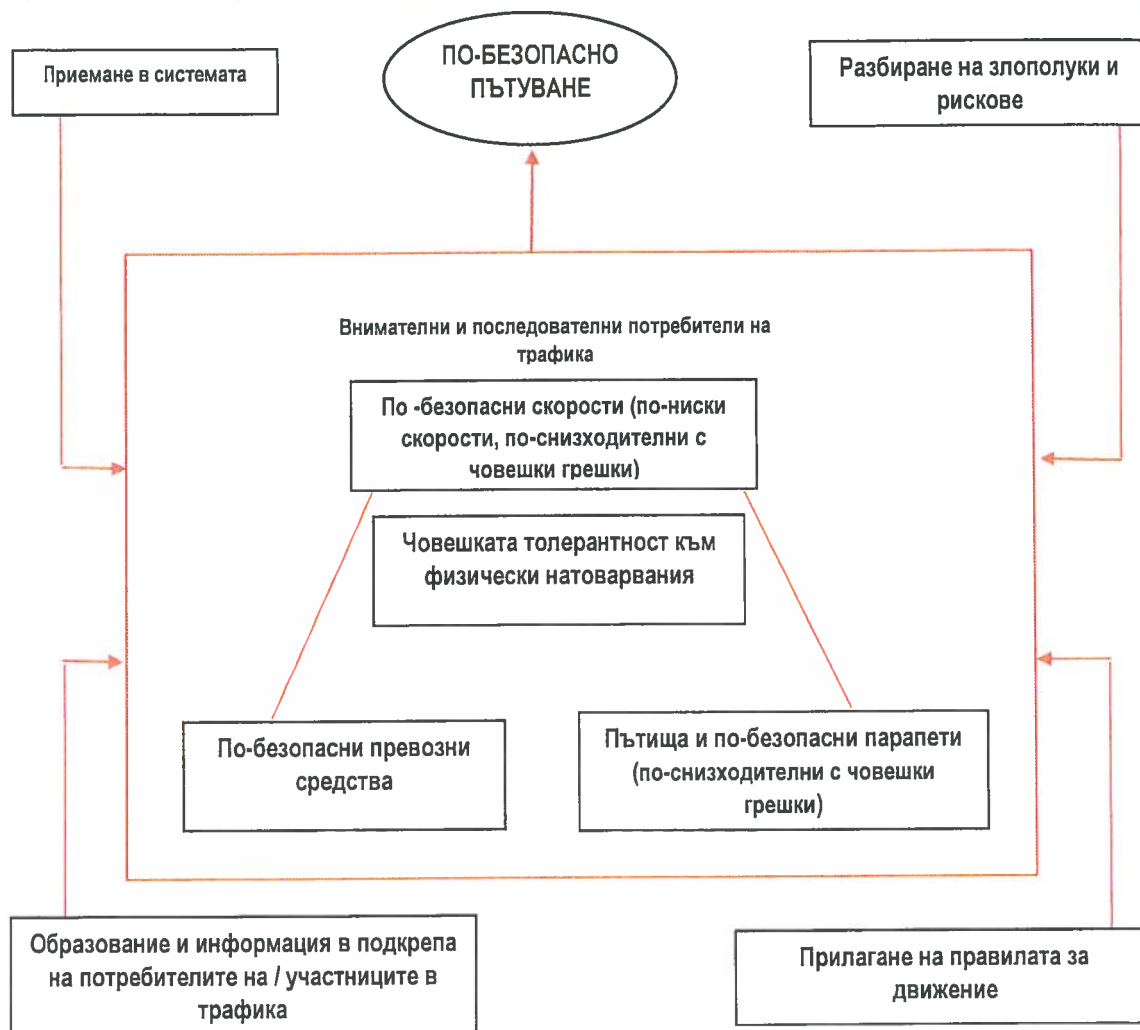 ПО-БЕЗОПАСНО
ПЪТУВАНЕ
Приемане в системата
Разбиране на злополуки и
рискове
Внимателни и последователни потребители на
трафика
По -безопасни скорости (по-ниски
скорости, по-снизходителни с
човешки грешки)
Човешката толерантност към
физически натоварвания
По-безопасни превозни
средства
Пътища и по-безопасни парапети
(по-снизходителни с човешки
грешки)
Образование и информация в подкрепа
на потребителите на / участниците в
трафика
Прилагане на правилата за
движение